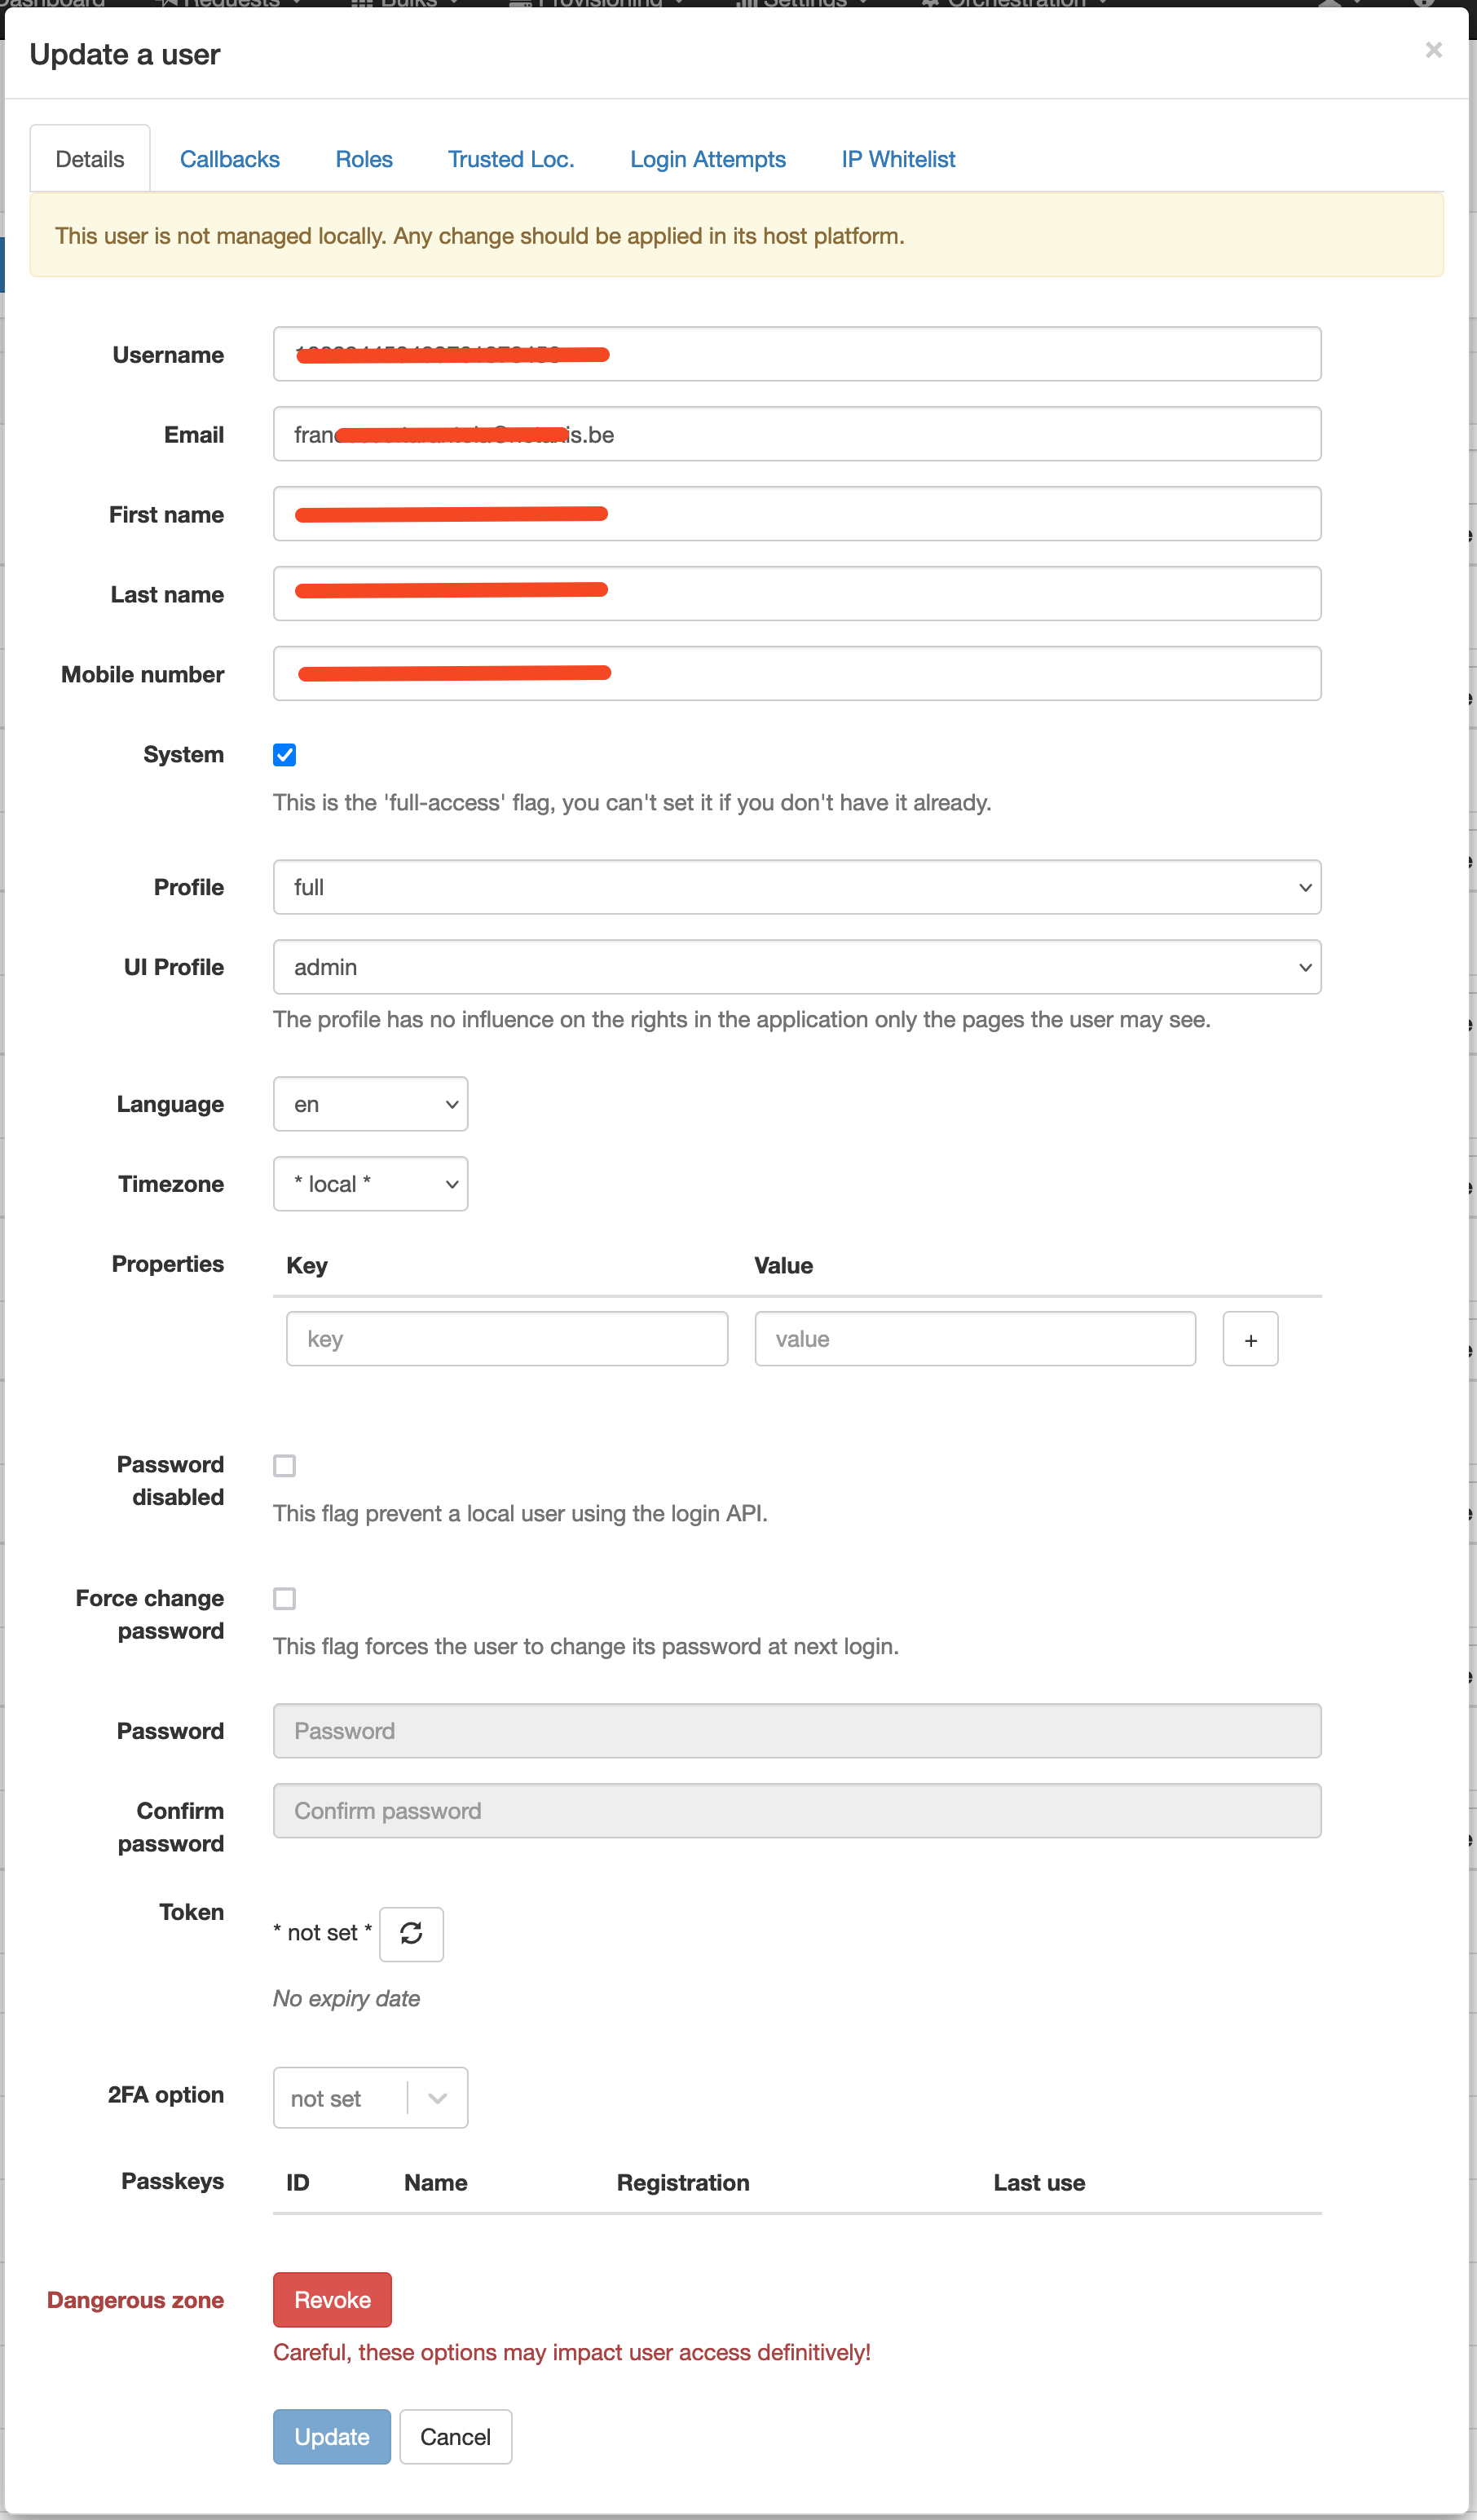 Dashboard Requests Bulks Provisioning Settings Orchestration
Update a user ×
Details Callbacks Roles Trusted Loc. Login Attempts IP Whitelist
This user is not managed locally. Any change should be applied in its host platform.
Username
Email fran is.be
First name
Last name
Mobile number
System
This is the 'full-access' flag, you can't set it if you don't have it already.
Profile full
UI Profile admin
The profile has no influence on the rights in the application only the pages the user may see.
Language en
Timezone * local *
Properties Key Value
key value +
Password
disabled
This flag prevent a local user using the login API.
Force change
password
This flag forces the user to change its password at next login.
Password Password
Confirm Confirm password
password
Token
* not set *
No expiry date
2FA option not set
Passkeys ID Name Registration Last use
Dangerous zone Revoke
Careful, these options may impact user access definitively!
Update Cancel